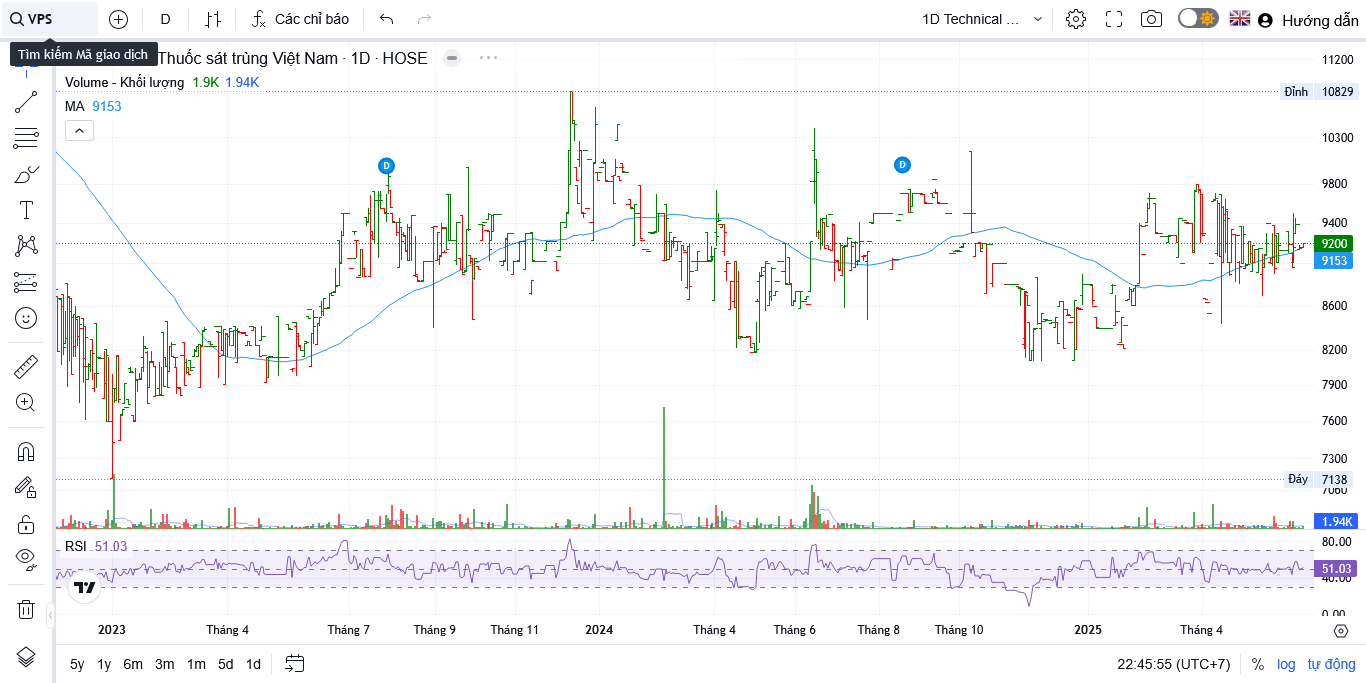 VPS
D
Các chỉ báo
1D Technical ...
Hướng dẫn
Tìm kiếm Mã giao dịch
Thuốc sát trùng Việt Nam · 1D · HOSE
Volume - Khối lượng 1.9K 1.94K
MA 9153
D
D
11200
Đỉnh 10829
10300
9800
9400
9200
9153
8600
8200
7900
7600
7300
Đáy 7138
7060
1.94K
RSI 51.03
80.00
51.03
40.00
0.00
2023 Tháng 4 Tháng 7 Tháng 9 Tháng 11 2024 Tháng 4 Tháng 6 Tháng 8 Tháng 10 2025 Tháng 4
5y 1y 6m 3m 1m 5d 1d
22:45:55 (UTC+7) % log tự động